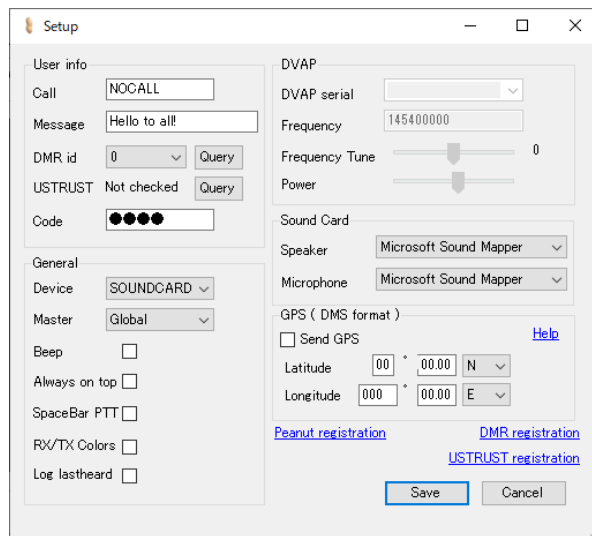 Setup
User info
Call NOCALL
Message Hello to all!
DMR id 0 Query
USTRUST Not checked Query
Code ●●●●
General
Device SOUNDCARD
Master Global
Beep
Always on top
SpaceBar PTT
RX/TX Colors
Log lastheard
DVAP
DVAP serial
Frequency 145400000
Frequency Tune 0
Power
Sound Card
Speaker Microsoft Sound Mapper
Microphone Microsoft Sound Mapper
GPS ( DMS format )
Send GPS Help
Latitude 00 ° 00.00 N
Longitude 000 ° 00.00 E
Peanut registration DMR registration
USTRUST registration
Save Cancel